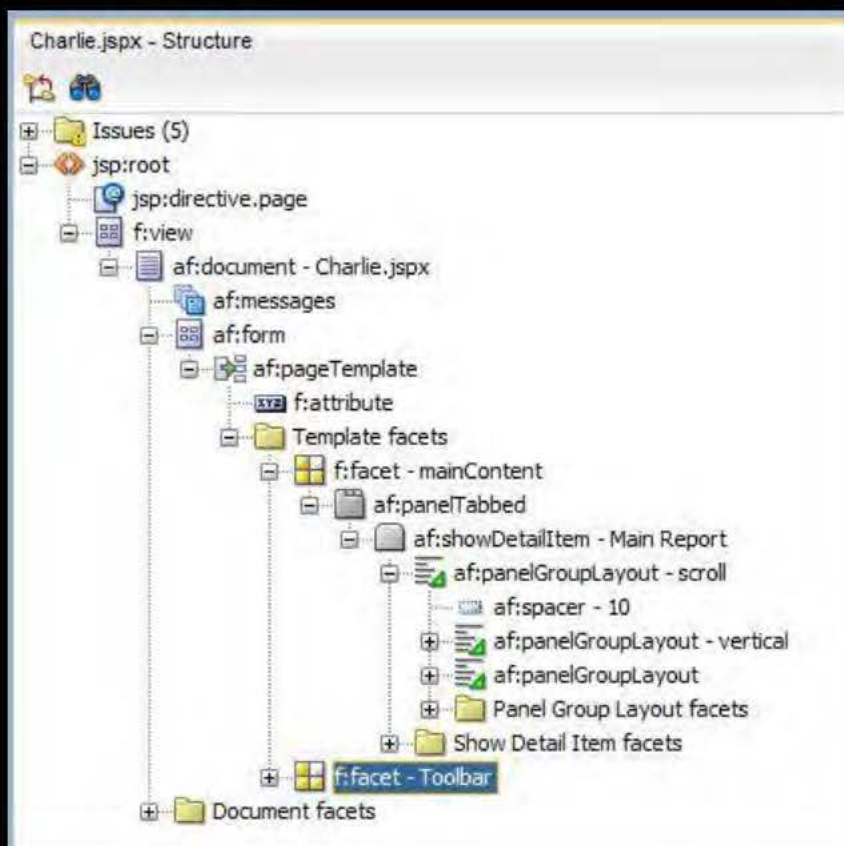 Charlie.jspx - Structure
Issues (5)
jsp:root
jsp:directive.page
f:view
af:document - Charlie.jspx
af:messages
af:form
af:pageTemplate
XYZ f:attribute
Template facets
f:facet - mainContent
af:panelTabbed
af:showDetailItem - Main Report
af:panelGroupLayout - scroll
af:spacer - 10
af:panelGroupLayout - vertical
af:panelGroupLayout
Panel Group Layout facets
Show Detail Item facets
f:facet - Toolbar
Document facets